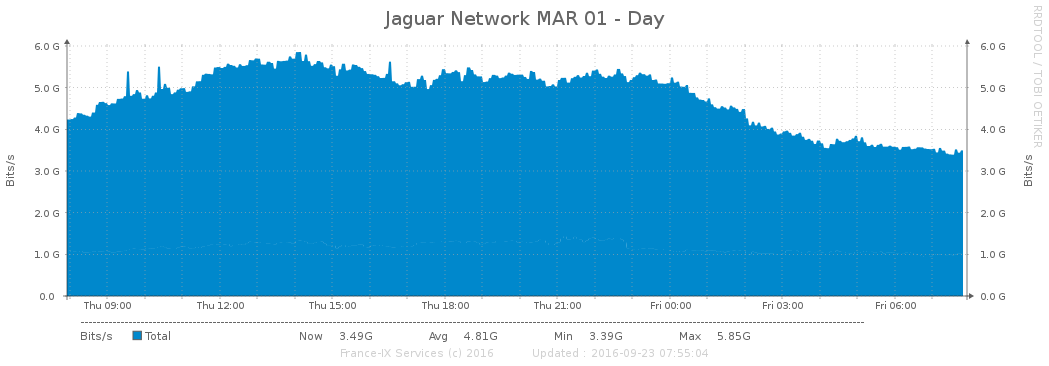 Jaguar Network MAR 01 - Day
RRDTOOL / TOBI OETIKER
6.0 G 6.0 G
5.0 G 5.0 G
4.0 G 4.0 G
3.0 G 3.0 G
2.0 G 2.0 G
1.0 G 1.0 G
0.0 0.0 G
Bits/s
Bits/s
Thu 09:00 Thu 12:00 Thu 15:00 Thu 18:00 Thu 21:00 Fri 00:00 Fri 03:00 Fri 06:00
Bits/s Total Now 3.49G Avg 4.81G Min 3.39G Max 5.85G
France-IX Services (c) 2016 Updated : 2016-09-23 07:55:04